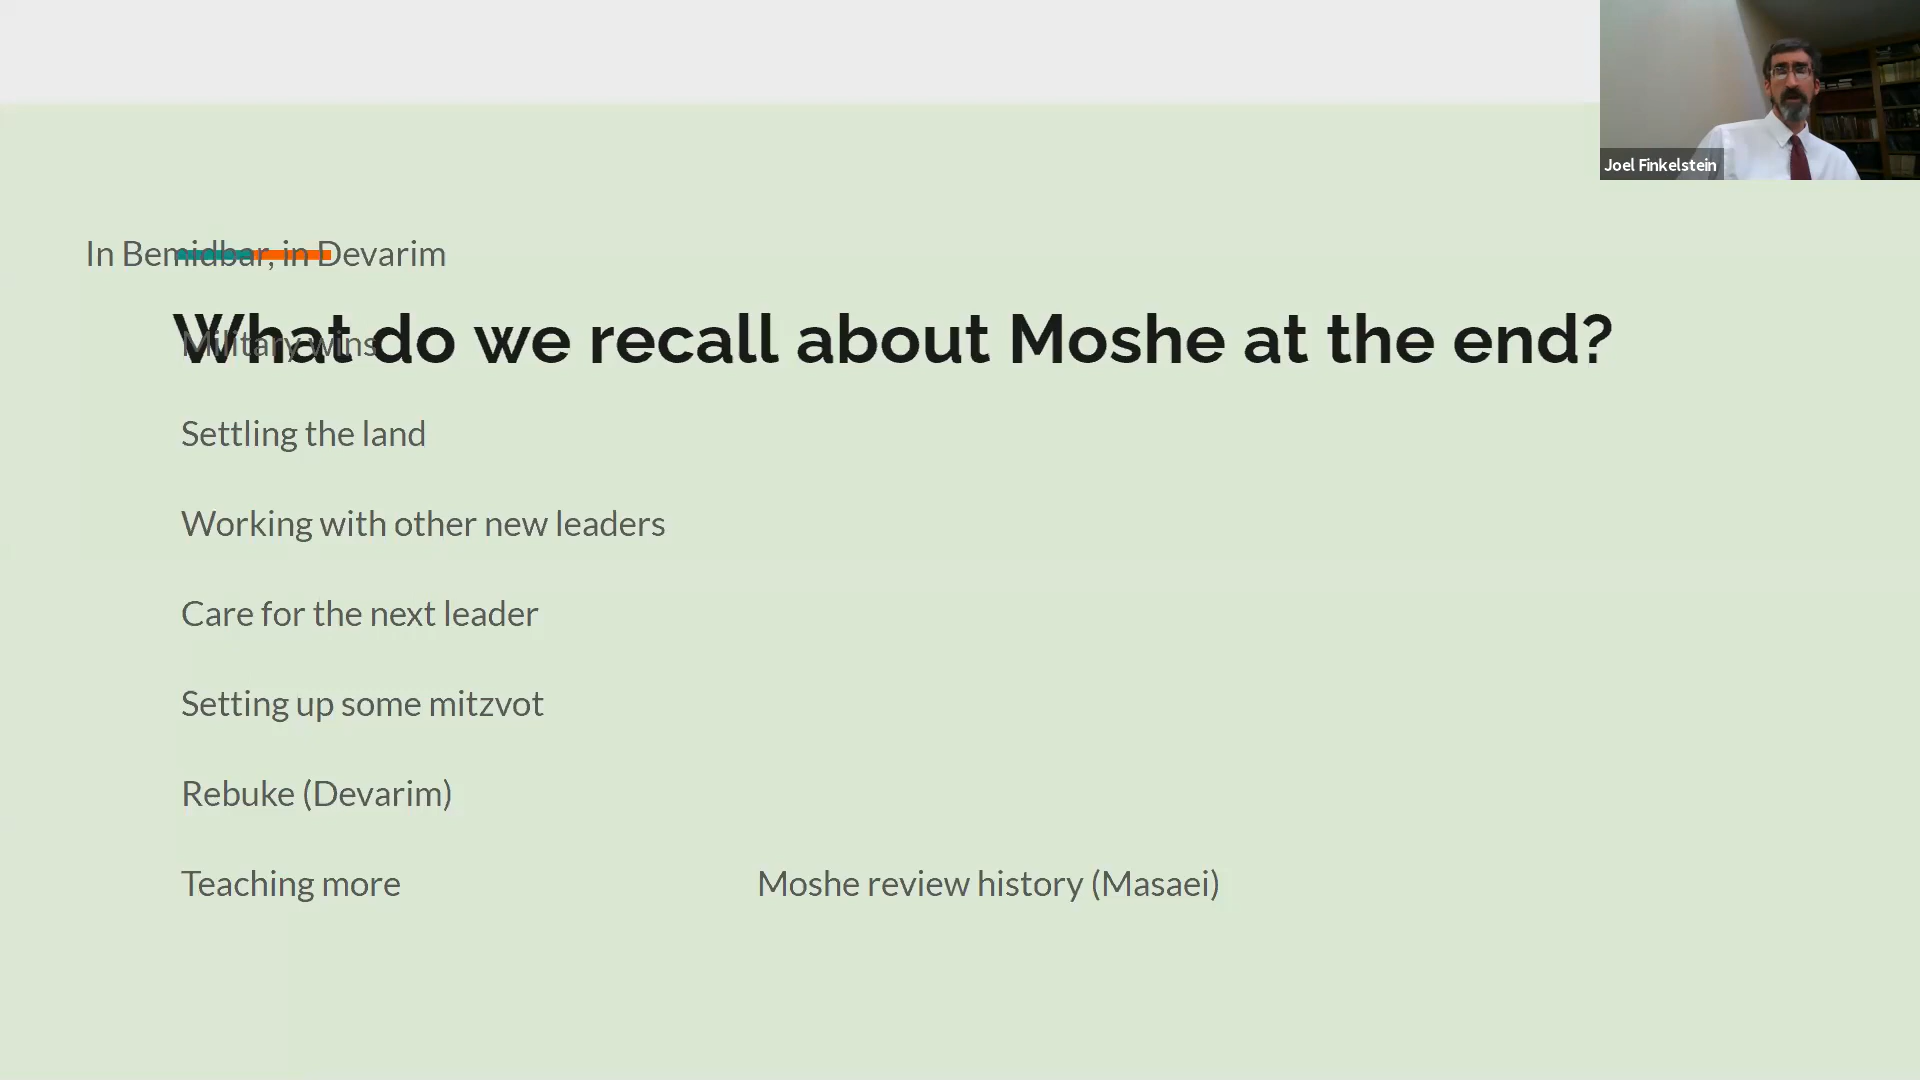 Joel Finkelstein
In Bemidbar, in Devarim
What do we recall about Moshe at the end?
Military wins
Settling the land
Working with other new leaders
Care for the next leader
Setting up some mitzvot
Rebuke (Devarim)
Teaching more Moshe review history (Masaei)